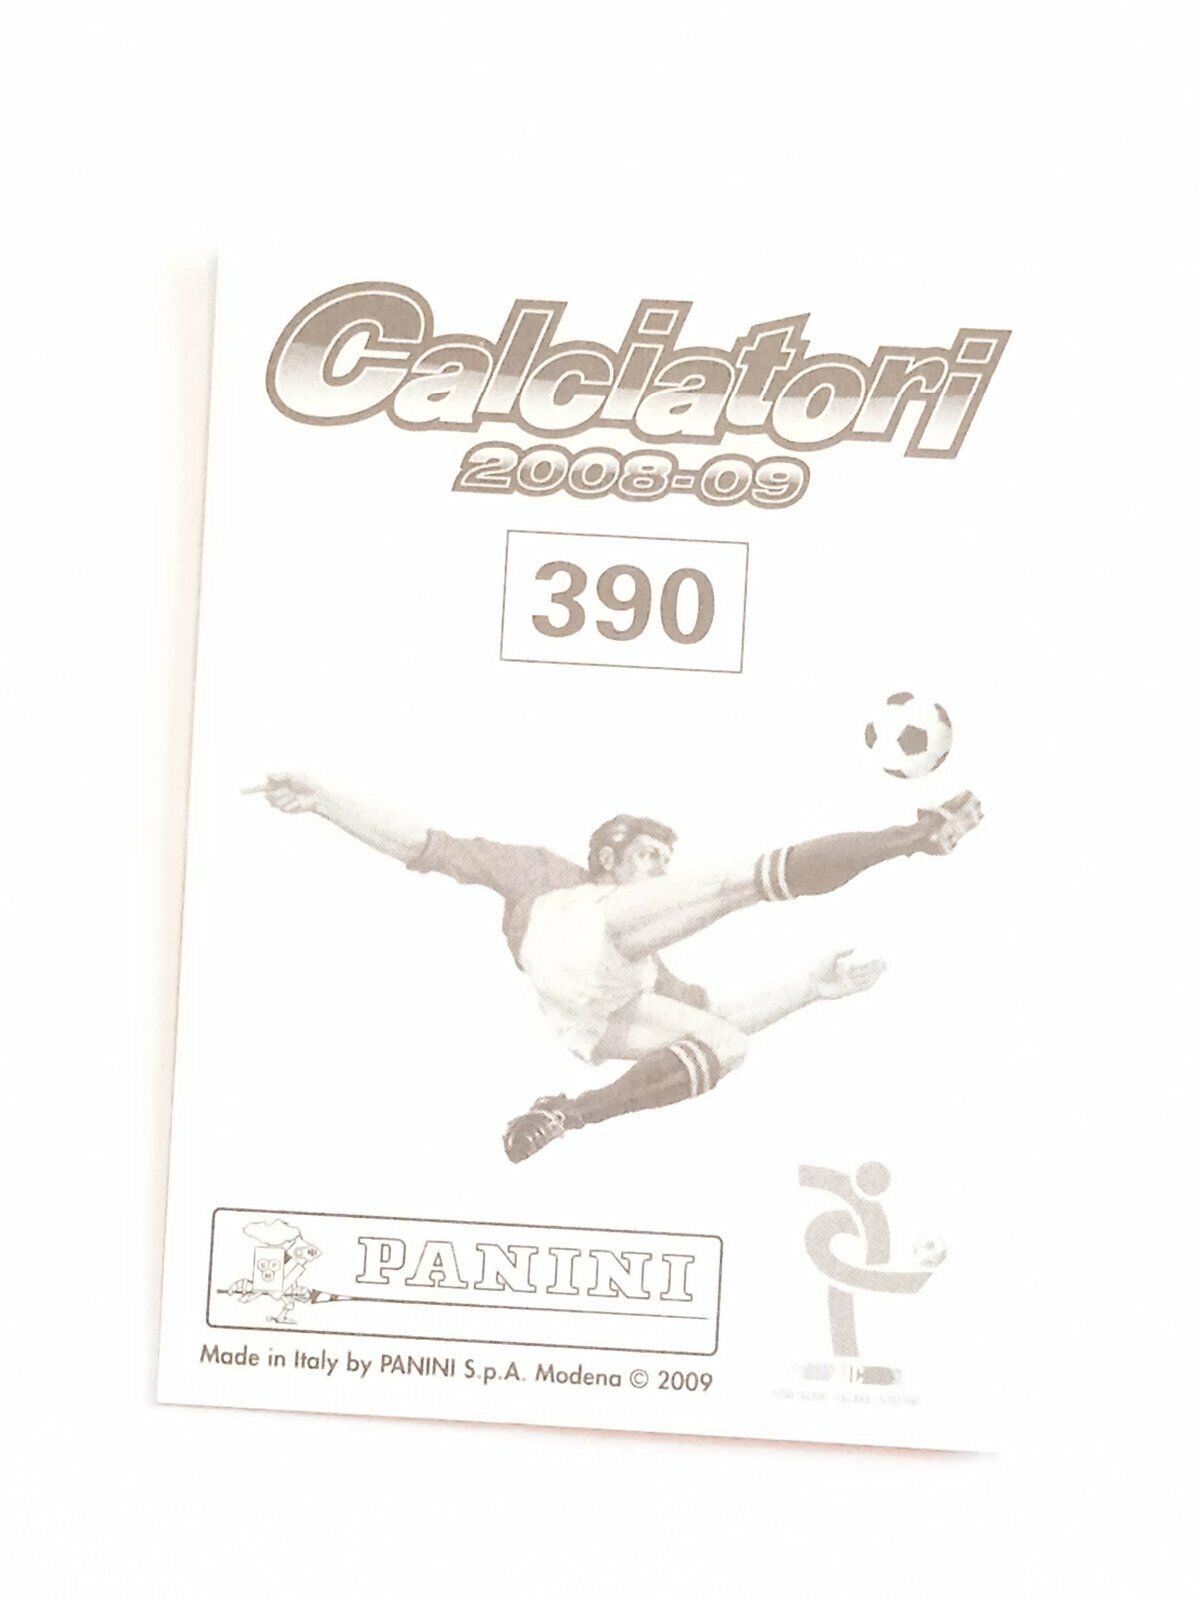 Calciatori
2008-09
390
PANINI
Made in Italy by PANINI S.p.A. Modena © 2009